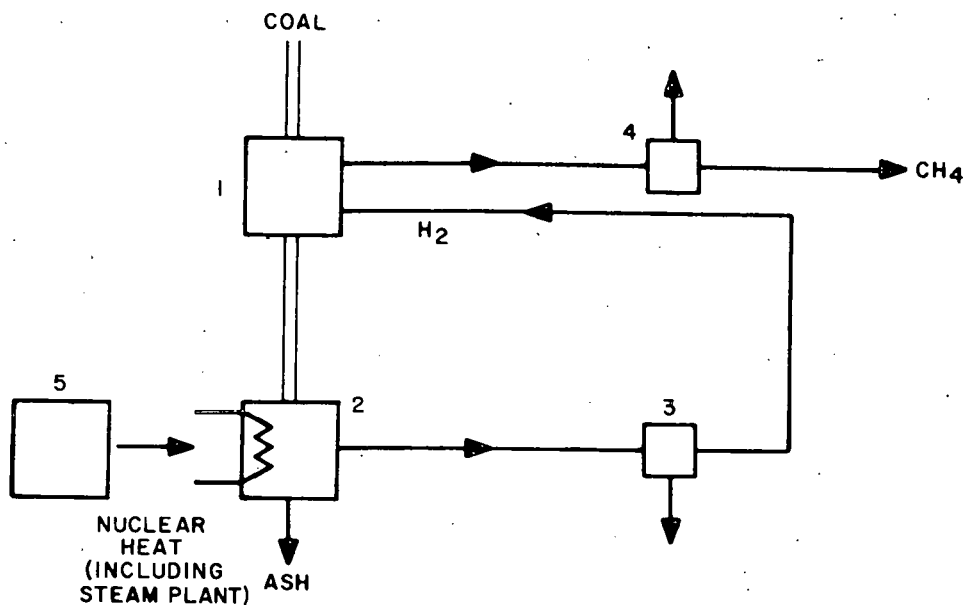 COAL
4
CH4
1
H2
5
2
3
NUCLEAR
HEAT
(INCLUDING
STEAM PLANT)
ASH